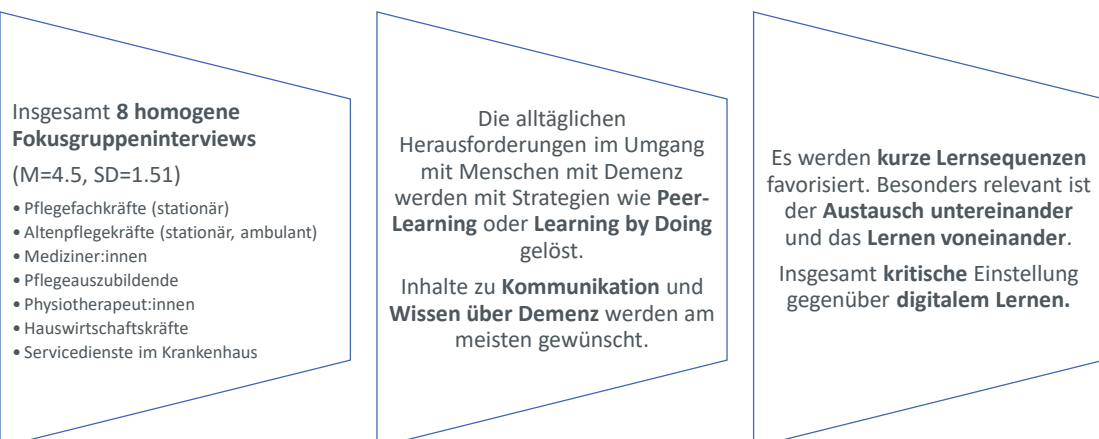 Insgesamt 8 homogene
Fokusgruppeninterviews
(M=4.5, SD=1.51)
• Pflegefachkräfte (stationär)
• Altenpflegekräfte (stationär, ambulant)
• Mediziner:innen
• Pflegeauszubildende
• Physiotherapeut:innen
• Hauswirtschaftskräfte
• Servicedienste im Krankenhaus
Die alltäglichen
Herausforderungen im Umgang
mit Menschen mit Demenz
werden mit Strategien wie Peer-
Learning oder Learning by Doing
gelöst.
Inhalte zu Kommunikation und
Wissen über Demenz werden am
meisten gewünscht.
Es werden kurze Lernsequenzen
favorisiert. Besonders relevant ist
der Austausch untereinander
und das Lernen voneinander.
Insgesamt kritische Einstellung
gegenüber digitalem Lernen.